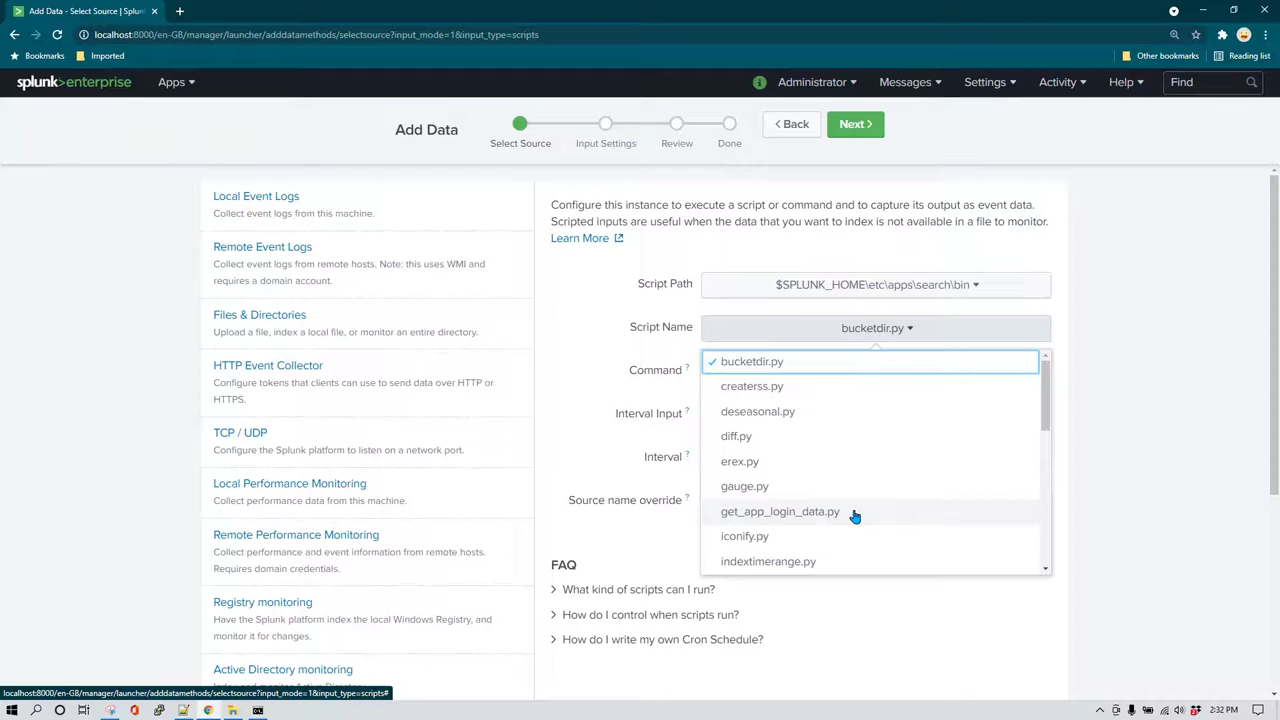 Add Data - Select Source | Splun
localhost:8000/en-GB/manager/launcher/adddatamethods/selectsource?input_mode=1&input_type=scripts
Bookmarks
Imported
Other bookmarks
Reading list
splunk>enterprise
Apps
Administrator
Messages
Settings
Activity
Help
Find
Add Data
Select Source
Input Settings
Review
Done
Back
Next
Local Event Logs
Collect event logs from this machine.
Remote Event Logs
Collect event logs from remote hosts. Note: this uses WMI and
requires a domain account.
Files & Directories
Upload a file, index a local file, or monitor an entire directory.
HTTP Event Collector
Configure tokens that clients can use to send data over HTTP or
HTTPS.
TCP / UDP
Configure the Splunk platform to listen on a network port.
Local Performance Monitoring
Collect performance data from this machine.
Remote Performance Monitoring
Collect performance and event information from remote hosts.
Requires domain credentials.
Registry monitoring
Have the Splunk platform index the local Windows Registry, and
monitor it for changes.
Active Directory monitoring
Configure this instance to execute a script or command and to capture its output as event data.
Scripted inputs are useful when the data that you want to index is not available in a file to monitor.
Learn More
Script Path
$SPLUNK_HOME\etc\apps\search\bin
Script Name
bucketdir.py
Command ?
Interval Input ?
Interval ?
Source name override ?
bucketdir.py
createrss.py
deseasonal.py
diff.py
erex.py
gauge.py
get_app_login_data.py
iconify.py
indextimerange.py
FAQ
What kind of scripts can I run?
How do I control when scripts run?
How do I write my own Cron Schedule?
localhost:8000/en-GB/manager/launcher/adddatamethods/selectsource?input_mode=1&input_type=scripts#
2:32 PM